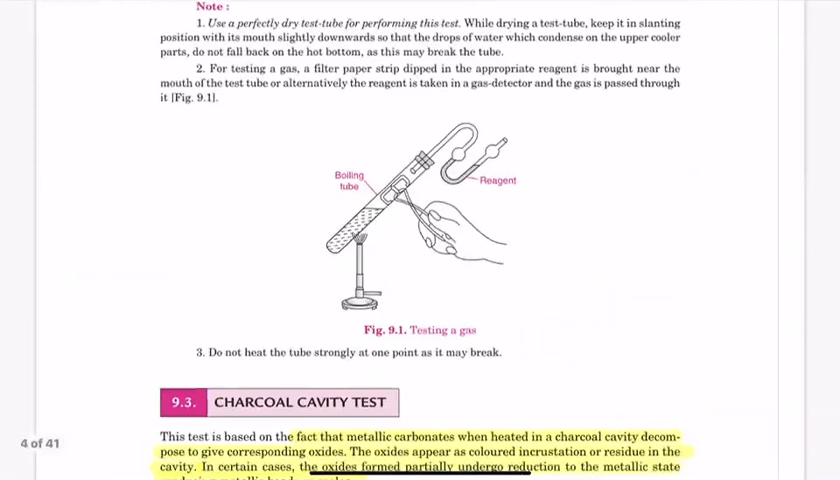 Note :
1. Use a perfectly dry test-tube for performing this test. While drying a test-tube, keep it in slanting
position with its mouth slightly downwards so that the drops of water which condense on the upper cooler
parts, do not fall back on the hot bottom, as this may break the tube.
2. For testing a gas, a filter paper strip dipped in the appropriate reagent is brought near the
mouth of the test tube or alternatively the reagent is taken in a gas-detector and the gas is passed through
it [Fig. 9.1].
Boiling
tube
Reagent
Fig. 9.1. Testing a gas
3. Do not heat the tube strongly at one point as it may break.
9.3. CHARCOAL CAVITY TEST
4 of 41
This test is based on the fact that metallic carbonates when heated in a charcoal cavity decom-
pose to give corresponding oxides. The oxides appear as coloured incrustation or residue in the
cavity. In certain cases, the oxides formed partially undergo reduction to the metallic state